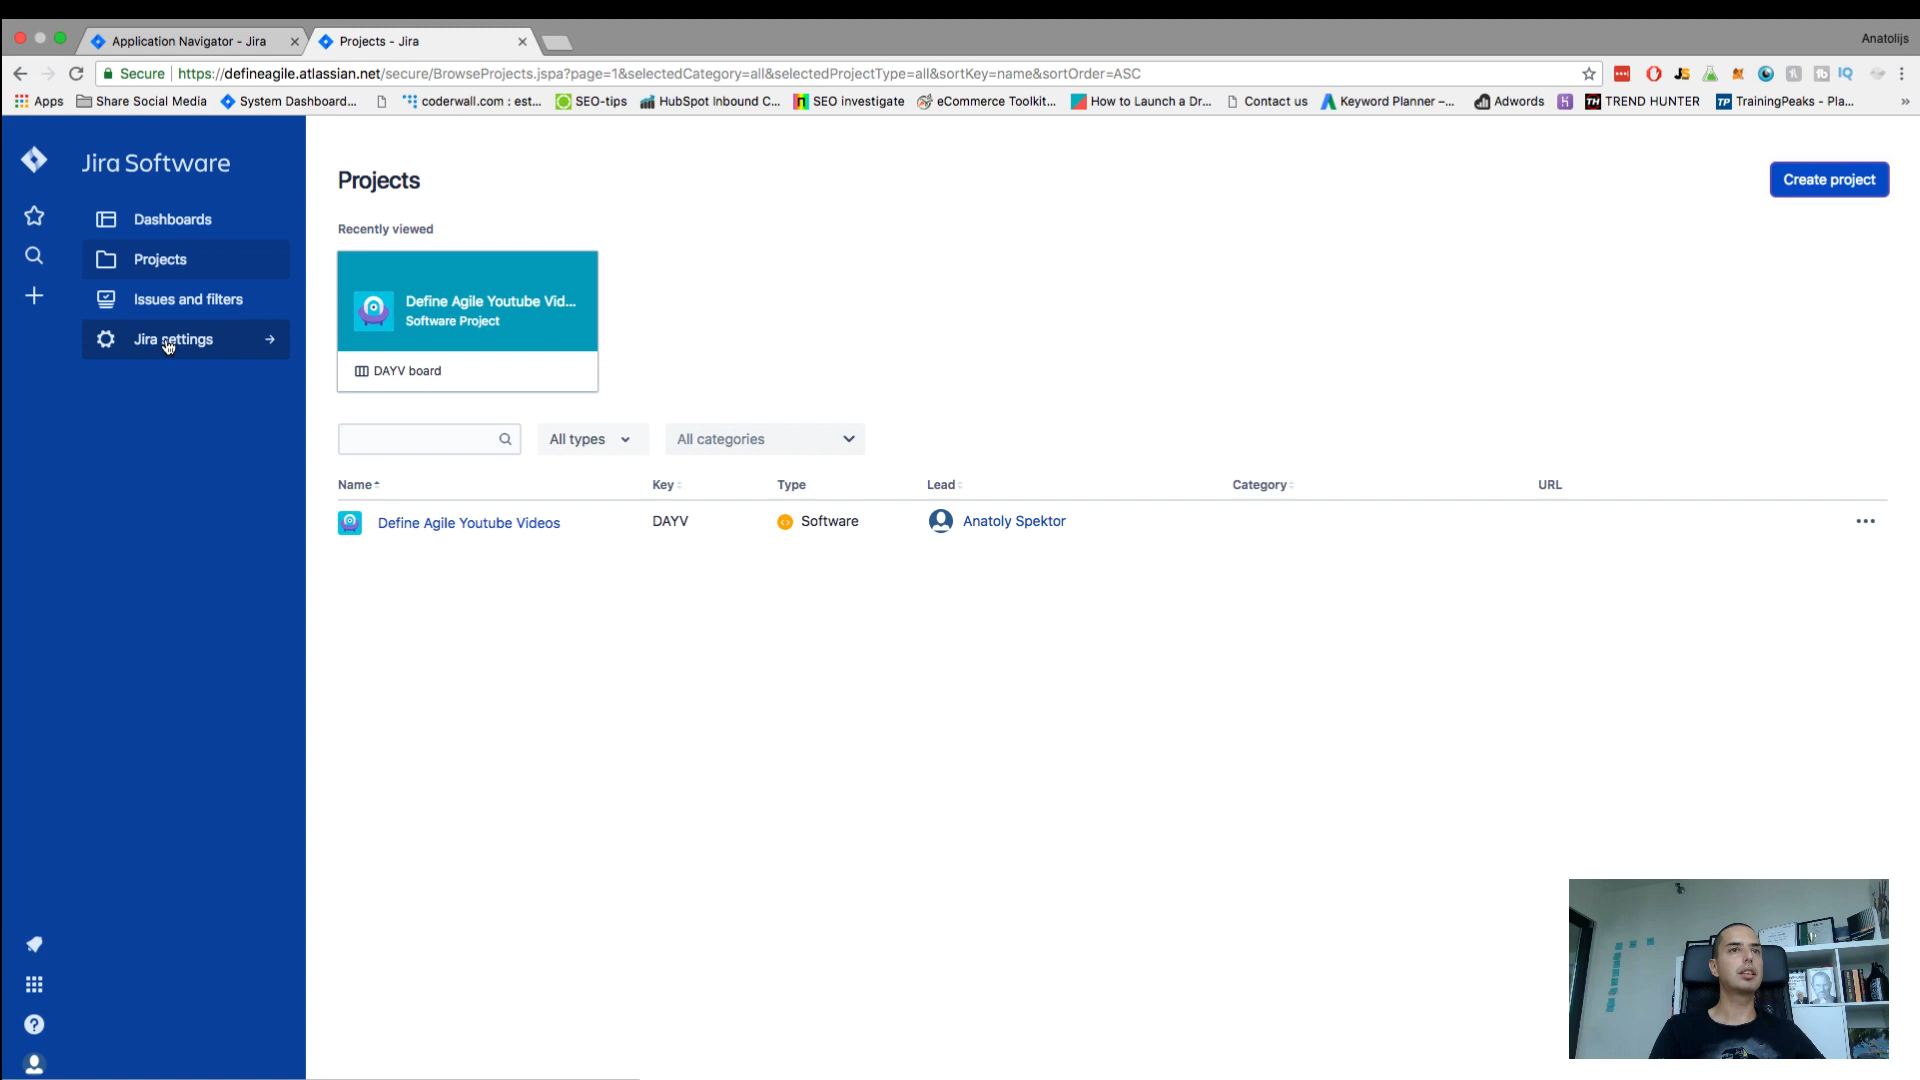 Application Navigator - Jira
Projects - Jira
Anatolijs
Secure
https://defineagile.atlassian.net/secure/BrowseProjects.jspa?page=1&selectedCategory=all&selectedProjectType=all&sortKey=name&sortOrder=ASC
Apps Share Social Media System Dashboard... coderwall.com : est... SEO-tips HubSpot Inbound C... SEO investigate eCommerce Toolkit... How to Launch a Dr... Contact us Keyword Planner –... Adwords TREND HUNTER TrainingPeaks - Pla... »
Jira Software
Dashboards
Projects
Issues and filters
Jira settings
Projects
Create project
Recently viewed
Define Agile Youtube Vid...
Software Project
DAYV board
All types
All categories
Name Key Type Lead Category URL
Define Agile Youtube Videos DAYV Software Anatoly Spektor